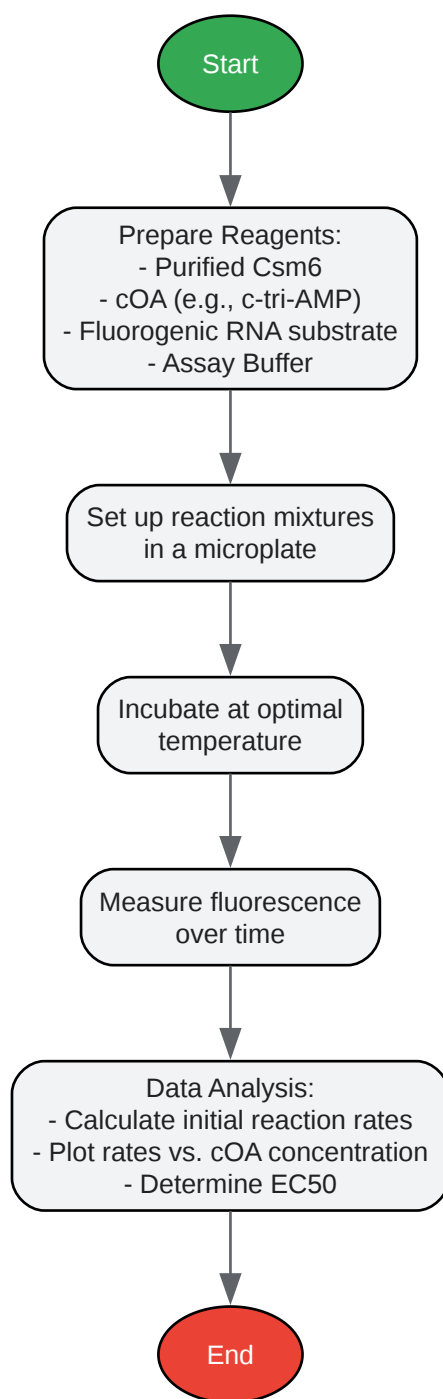 Start
Prepare Reagents:
- Purified Csm6
- cOA (e.g., c-tri-AMP)
- Fluorogenic RNA substrate
- Assay Buffer
Set up reaction mixtures
in a microplate
Incubate at optimal
temperature
Measure fluorescence
over time
Data Analysis:
- Calculate initial reaction rates
- Plot rates vs. cOA concentration
- Determine EC50
End